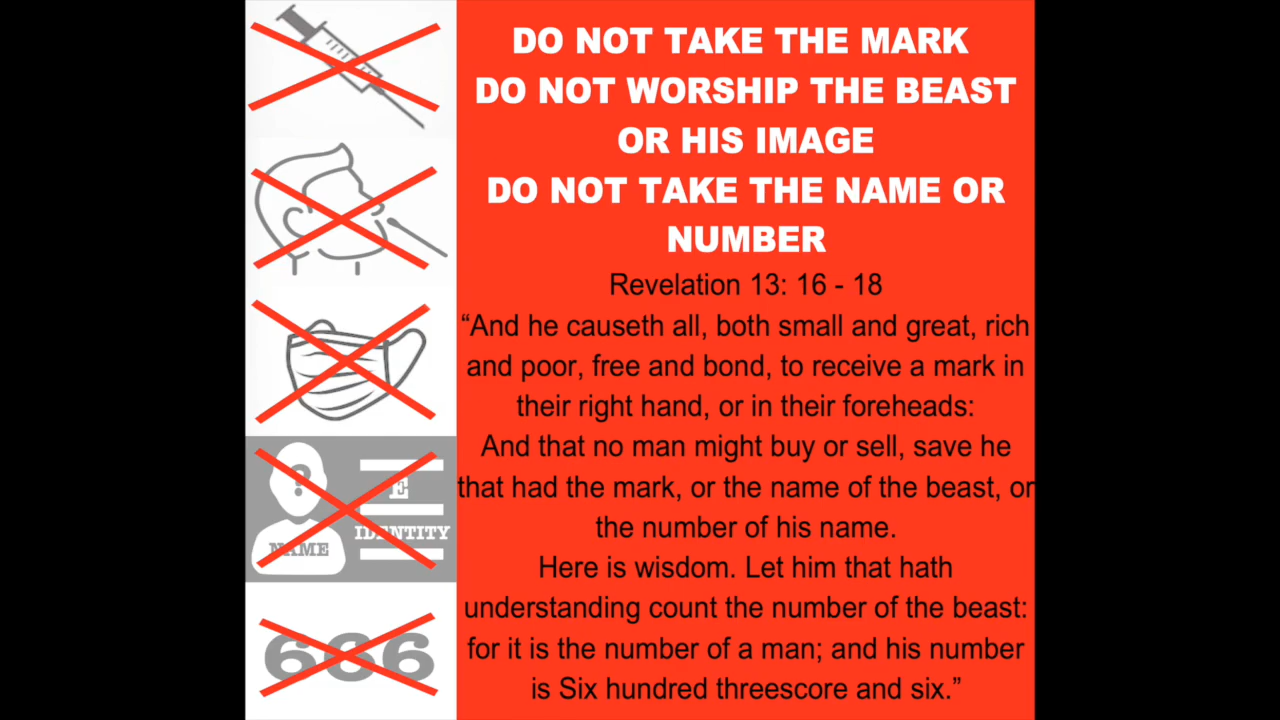 DO NOT TAKE THE MARK
DO NOT WORSHIP THE BEAST
OR HIS IMAGE
DO NOT TAKE THE NAME OR
NUMBER
Revelation 13: 16 - 18
“And he causeth all, both small and great, rich
and poor, free and bond, to receive a mark in
their right hand, or in their foreheads:
And that no man might buy or sell, save he
that had the mark, or the name of the beast, or
the number of his name.
Here is wisdom. Let him that hath
understanding count the number of the beast:
for it is the number of a man; and his number
is Six hundred threescore and six.”
?
NAME
E
IDENTITY
666